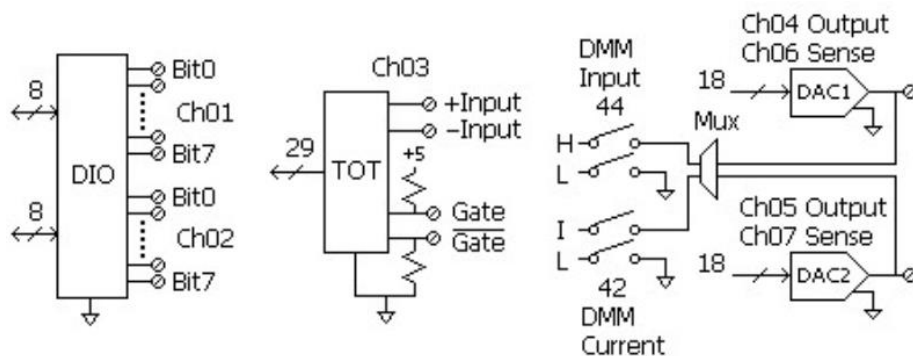 8
DIO
Bit0
Ch01
Bit7
8
Bit0
Ch02
Bit7
Ch03
29
TOT
+Input
−Input
+5
Gate
Gate
DMM
Input
44
H
L
I
L
42
DMM
Current
Mux
Ch04 Output
Ch06 Sense
18
DAC1
Ch05 Output
Ch07 Sense
18
DAC2